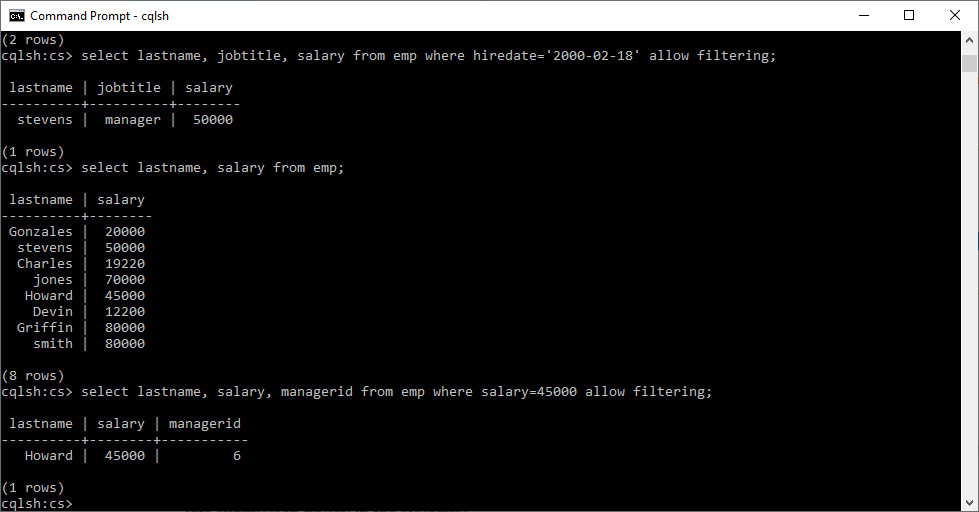 Command Prompt - cqlsh
(2 rows)
cqlsh:cs> select lastname, jobtitle, salary from emp where hiredate='2000-02-18' allow filtering;
 lastname | jobtitle | salary
----------+----------+--------
  stevens |  manager |  50000
(1 rows)
cqlsh:cs> select lastname, salary from emp;
 lastname | salary
----------+--------
 Gonzales |  20000
  stevens |  50000
  Charles |  19220
    jones |  70000
   Howard |  45000
    Devin |  12200
  Griffin |  80000
    smith |  80000
(8 rows)
cqlsh:cs> select lastname, salary, managerid from emp where salary=45000 allow filtering;
 lastname | salary | managerid
----------+--------+-----------
   Howard |  45000 |         6
(1 rows)
cqlsh:cs>